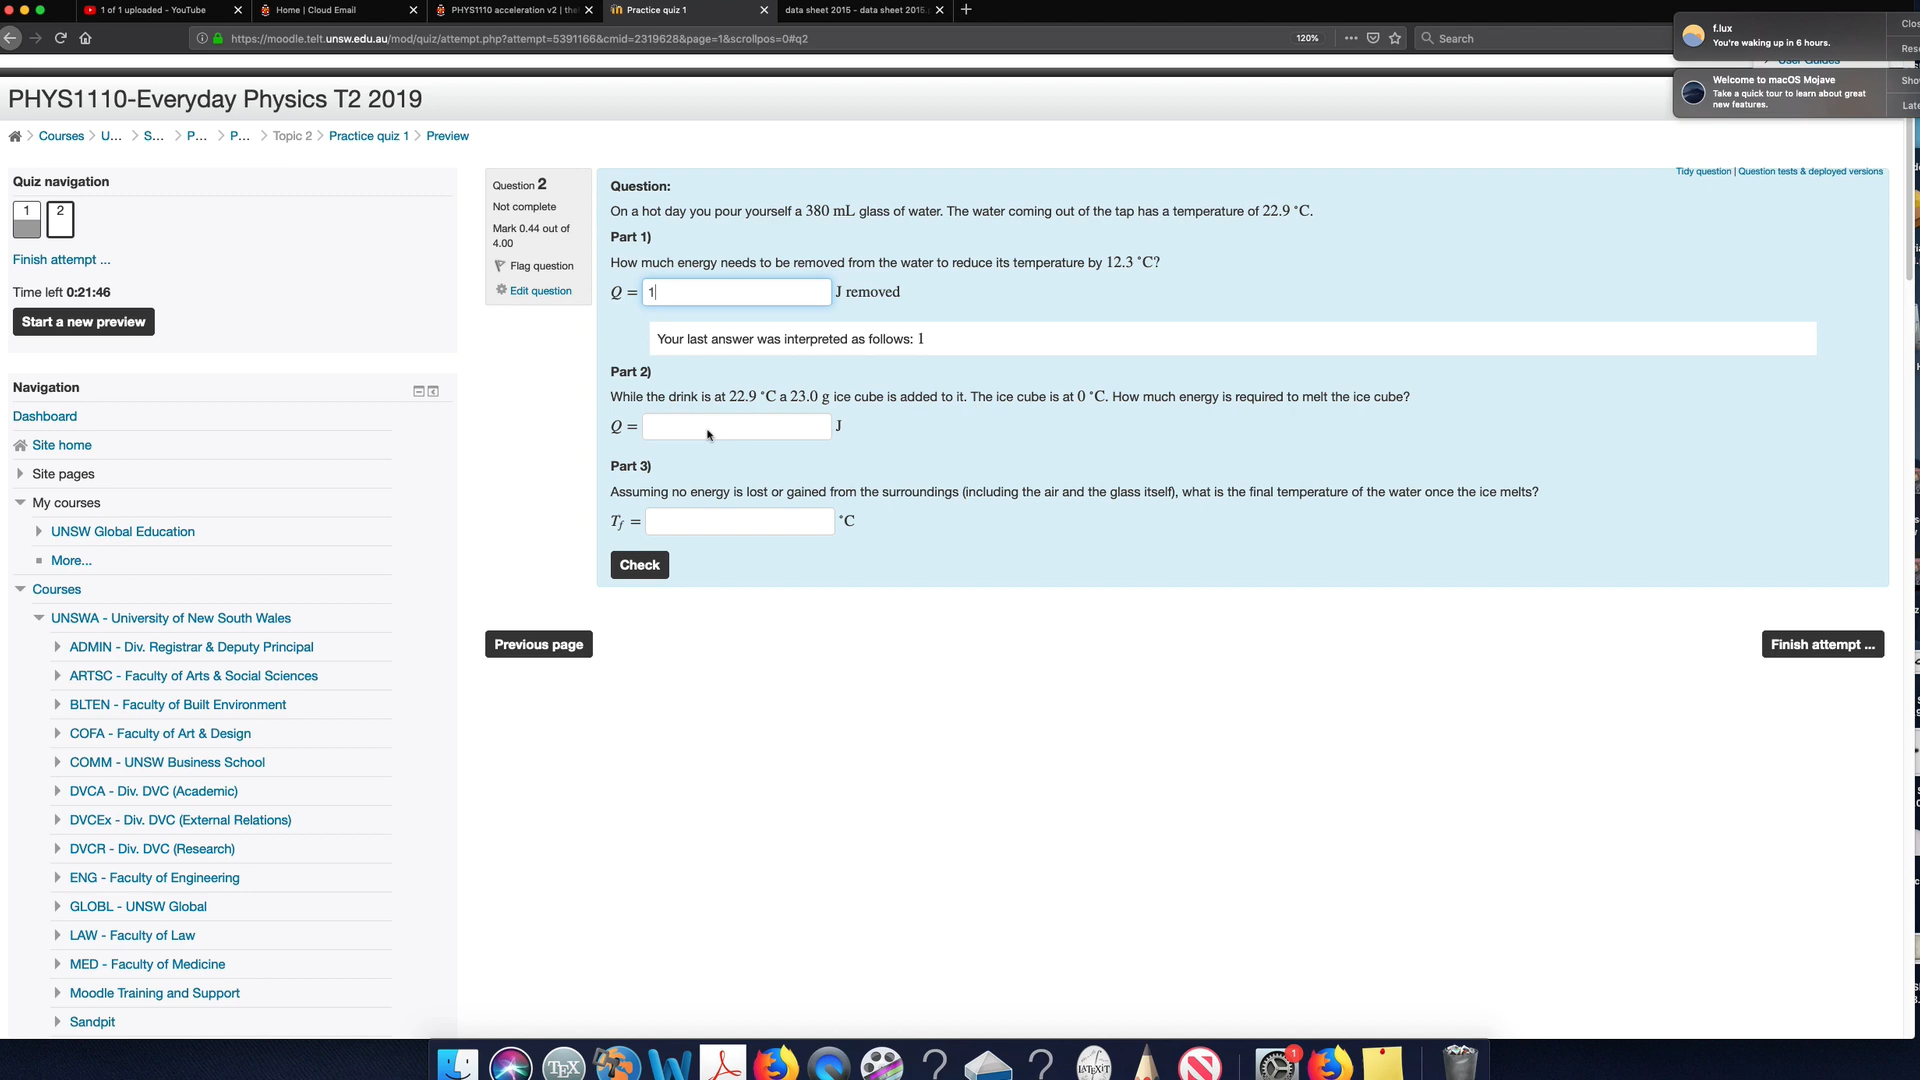 1 of 1 uploaded - YouTube
Home | Cloud Email
PHYS1110 acceleration v2 | the
Practice quiz 1
data sheet 2015 - data sheet 2015.
https://moodle.telt.unsw.edu.au/mod/quiz/attempt.php?attempt=5391166&cmid=2319628&page=1&scrollpos=0#q2
120%
Search
f.lux
You're waking up in 6 hours.
User Guides
Welcome to macOS Mojave
Take a quick tour to learn about great
new features.
PHYS1110-Everyday Physics T2 2019
Courses
U...
S...
P...
P...
Topic 2
Practice quiz 1
Preview
Quiz navigation
1
2
Finish attempt ...
Time left 0:21:46
Start a new preview
Navigation
Dashboard
Site home
Site pages
My courses
UNSW Global Education
More...
Courses
UNSWA - University of New South Wales
ADMIN - Div. Registrar & Deputy Principal
ARTSC - Faculty of Arts & Social Sciences
BLTEN - Faculty of Built Environment
COFA - Faculty of Art & Design
COMM - UNSW Business School
DVCA - Div. DVC (Academic)
DVCEx - Div. DVC (External Relations)
DVCR - Div. DVC (Research)
ENG - Faculty of Engineering
GLOBL - UNSW Global
LAW - Faculty of Law
MED - Faculty of Medicine
Moodle Training and Support
Sandpit
Question 2
Not complete
Mark 0.44 out of
4.00
Flag question
Edit question
Tidy question | Question tests & deployed versions
Question:
On a hot day you pour yourself a 380 mL glass of water. The water coming out of the tap has a temperature of 22.9 °C.
Part 1)
How much energy needs to be removed from the water to reduce its temperature by 12.3 °C?
Q = 1 J removed
Your last answer was interpreted as follows: 1
Part 2)
While the drink is at 22.9 °C a 23.0 g ice cube is added to it. The ice cube is at 0 °C. How much energy is required to melt the ice cube?
Q = J
Part 3)
Assuming no energy is lost or gained from the surroundings (including the air and the glass itself), what is the final temperature of the water once the ice melts?
Tf = °C
Check
Previous page
Finish attempt ...
TEX
LATEXiT
1